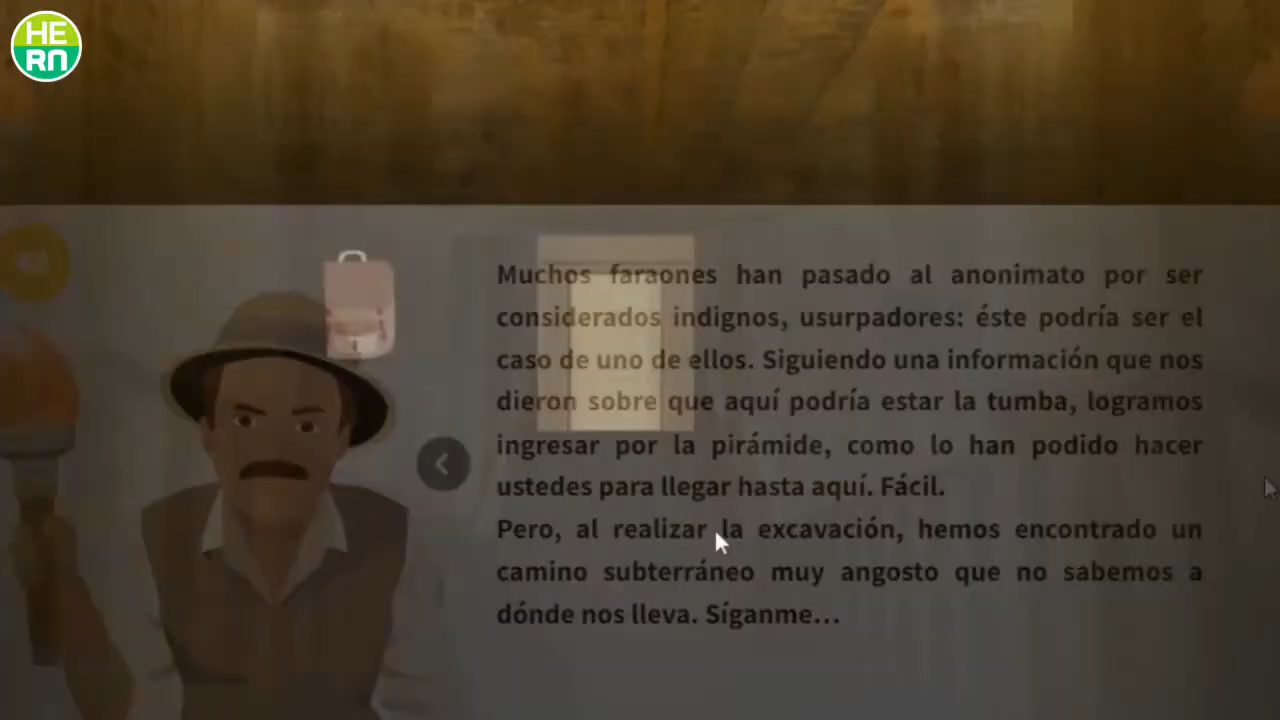 HE
RN
Muchos faraones han pasado al anonimato por ser
considerados indignos, usurpadores: éste podría ser el
caso de uno de ellos. Siguiendo una información que nos
dieron sobre que aquí podría estar la tumba, logramos
ingresar por la pirámide, como lo han podido hacer
ustedes para llegar hasta aquí. Fácil.
Pero, al realizar la excavación, hemos encontrado un
camino subterráneo muy angosto que no sabemos a
dónde nos lleva. Síganme...